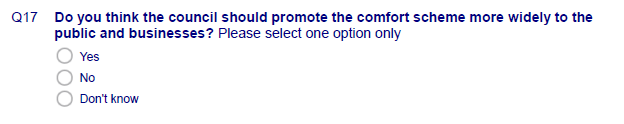 Q17 Do you think the council should promote the comfort scheme more widely to the
public and businesses? Please select one option only
Yes
No
Don't know